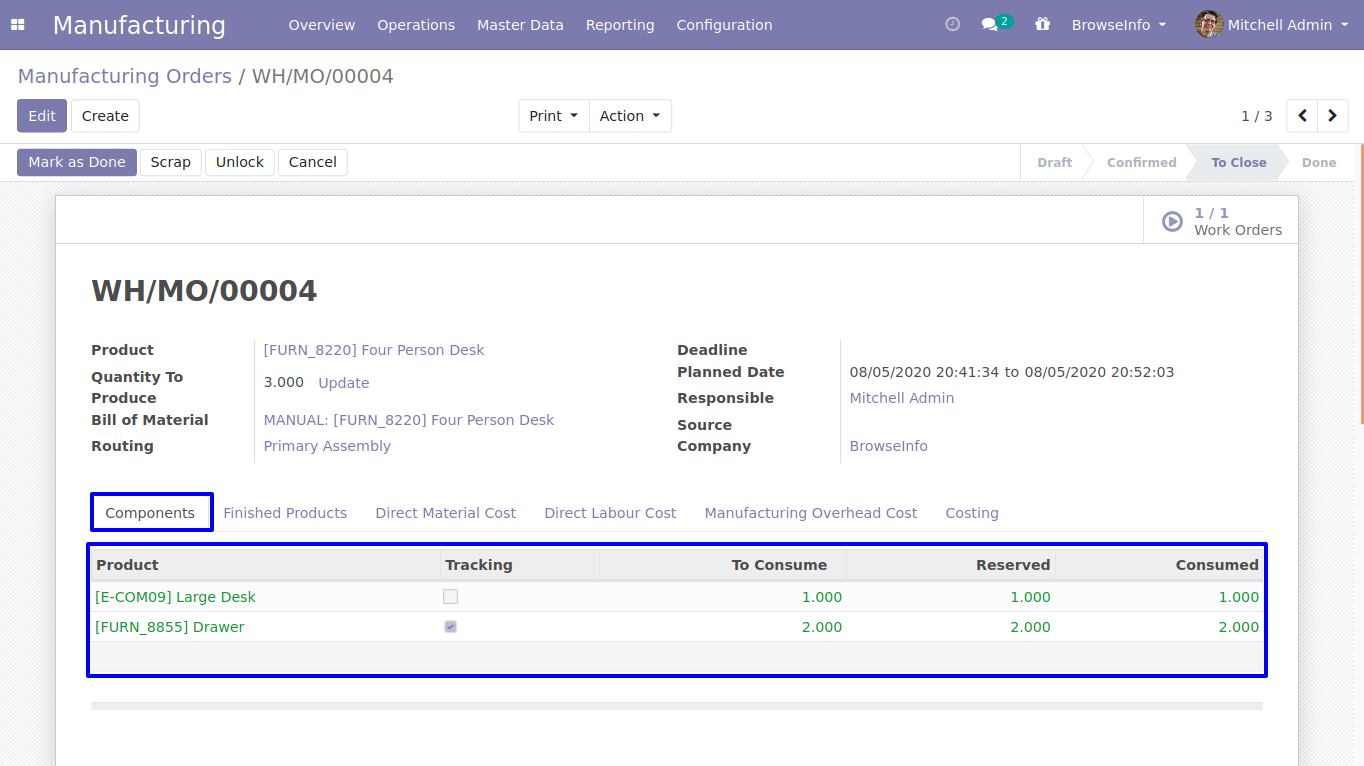 Manufacturing Overview Operations Master Data Reporting Configuration 2 BrowseInfo Mitchell Admin
Manufacturing Orders / WH/MO/00004
Edit Create Print Action 1 / 3
Mark as Done Scrap Unlock Cancel Draft Confirmed To Close Done
1 / 1
Work Orders
WH/MO/00004
Product [FURN_8220] Four Person Desk
Quantity To Produce 3.000 Update
Bill of Material MANUAL: [FURN_8220] Four Person Desk
Routing Primary Assembly
Deadline
Planned Date 08/05/2020 20:41:34 to 08/05/2020 20:52:03
Responsible Mitchell Admin
Source
Company BrowseInfo
Components Finished Products Direct Material Cost Direct Labour Cost Manufacturing Overhead Cost Costing
Product Tracking To Consume Reserved Consumed
[E-COM09] Large Desk 1.000 1.000 1.000
[FURN_8855] Drawer 2.000 2.000 2.000